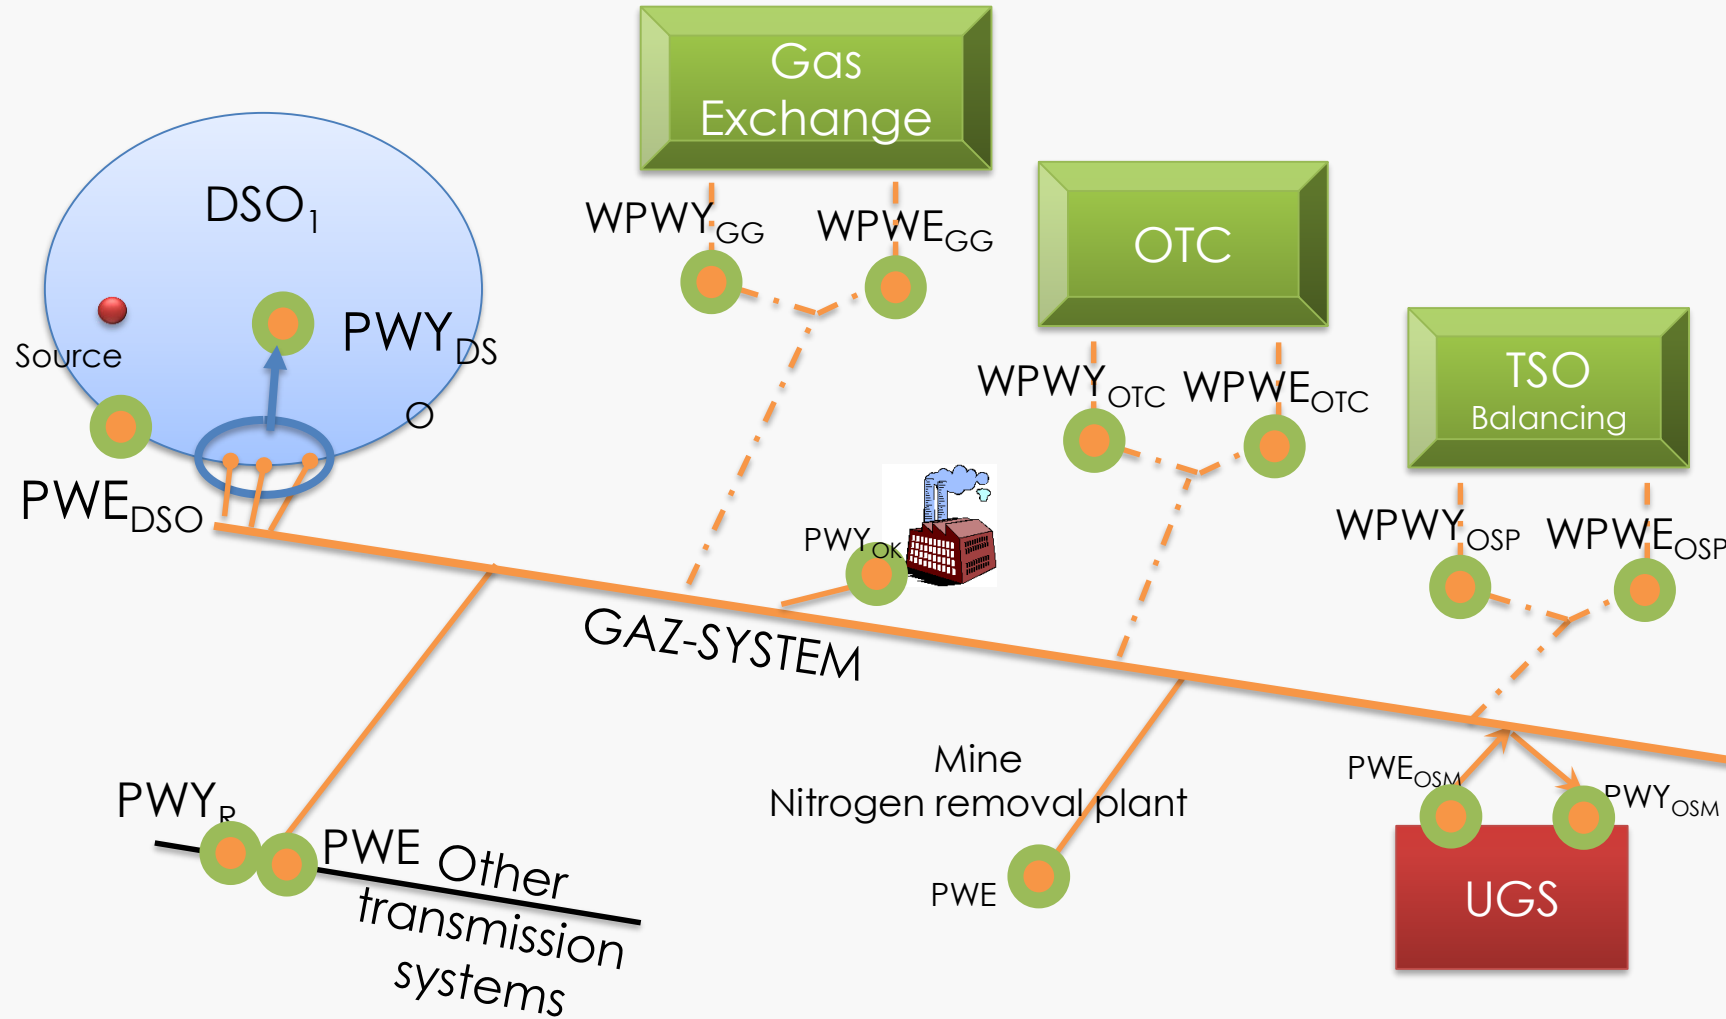 Gas
Exchange
DSO1
WPWYGG
WPWEGG
OTC
PWYDS
O
Source
WPWYOTC
WPWEOTC
TSO
Balancing
PWEDSO
PWYOK
WPWYOSP
WPWEOSP
GAZ-SYSTEM
Mine
Nitrogen removal plant
PWEOSM
PWYOSM
PWYR
PWE
Other
transmission
systems
PWE
UGS